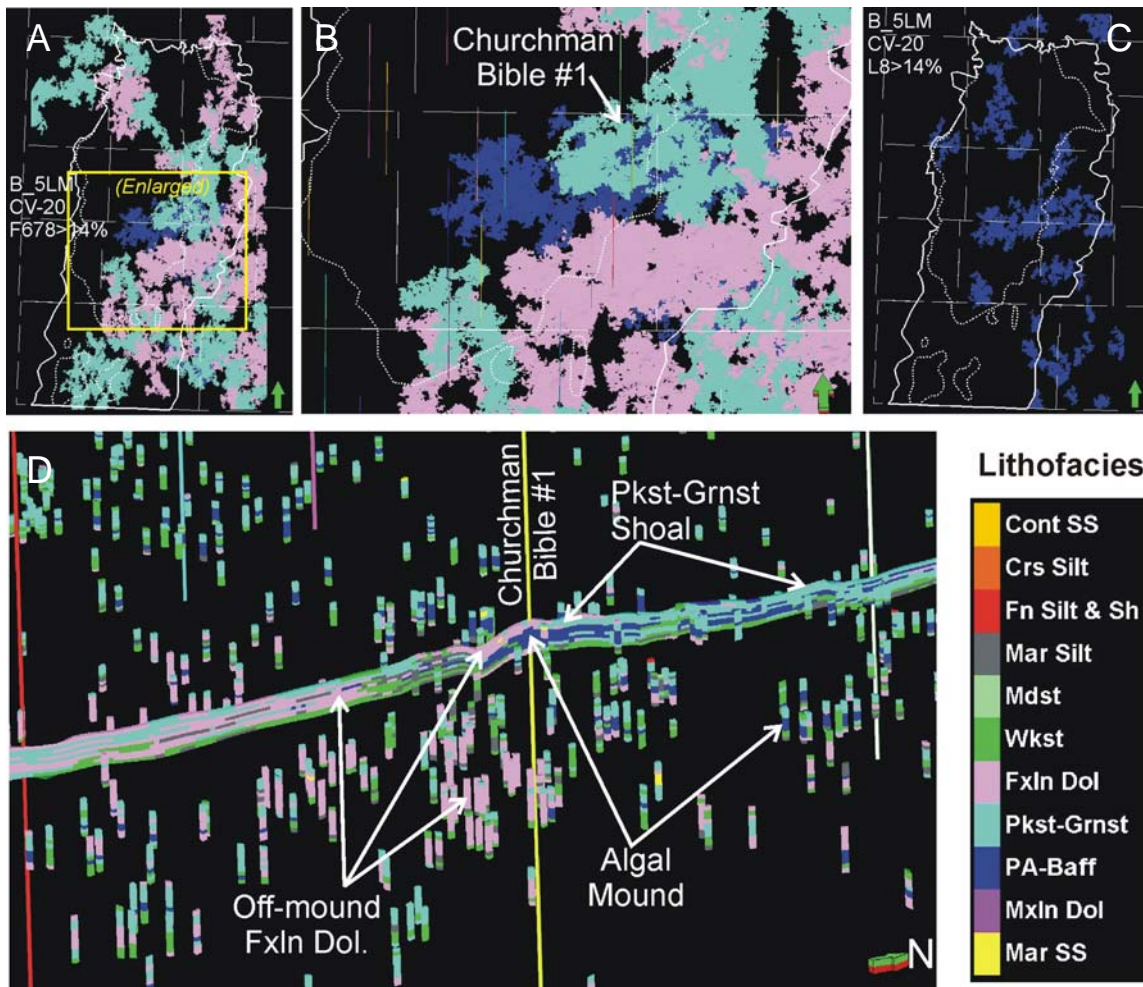 A
B_5LM
CV-20
F678>14%
(Enlarged)
B
Churchman
Bible #1
C
B_5LM
CV-20
L8>14%
D
Churchman
Bible #1
Pkst-Grnst
Shoal
Off-mound
Fxln Dol.
Algal
Mound
N
Lithofacies
Cont SS
Crs Silt
Fn Silt & Sh
Mar Silt
Mdst
Wkst
Fxln Dol
Pkst-Grnst
PA-Baff
Mxln Dol
Mar SS